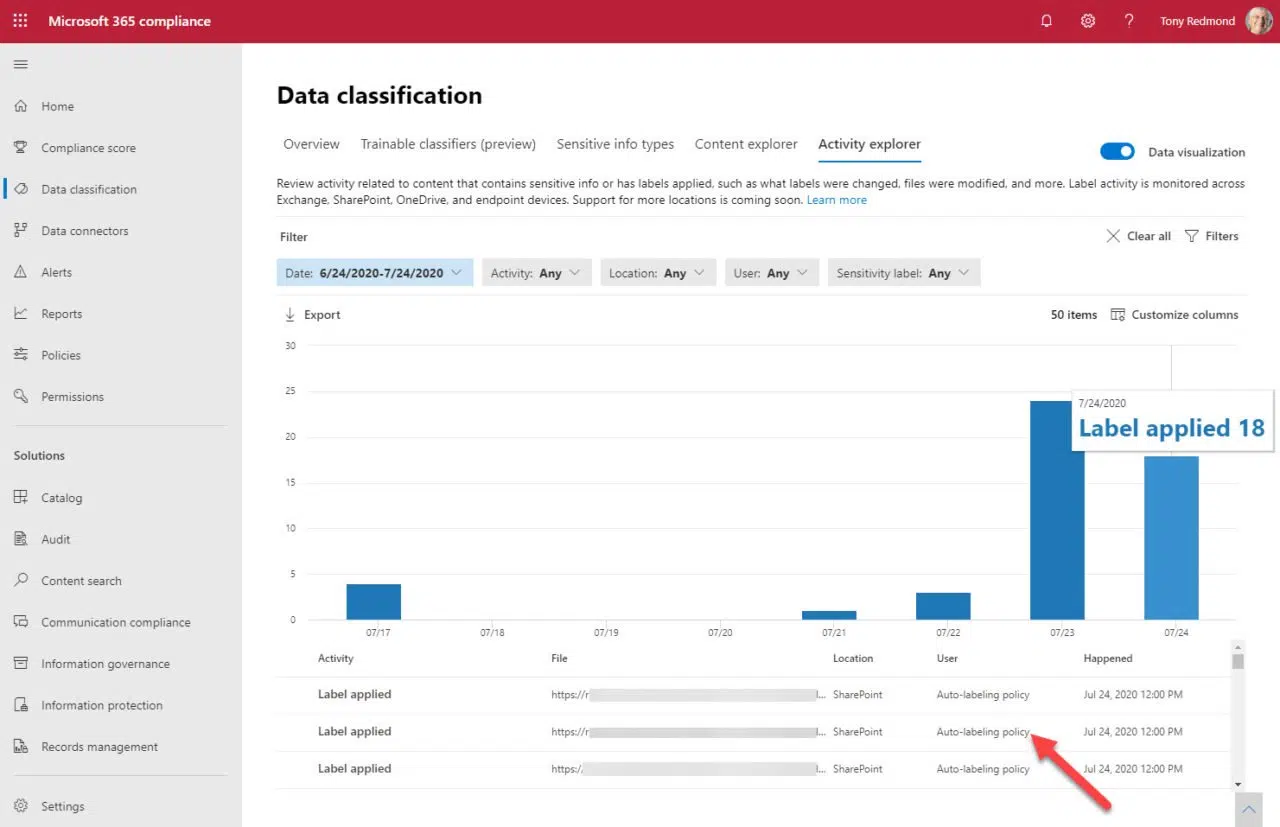 Microsoft 365 compliance
? Tony Redmond
Home
Compliance score
Data classification
Data connectors
Alerts
Reports
Policies
Permissions
Solutions
Catalog
Audit
Content search
Communication compliance
Information governance
Information protection
Records management
Settings
Data classification
Overview Trainable classifiers (preview) Sensitive info types Content explorer Activity explorer
Data visualization
Review activity related to content that contains sensitive info or has labels applied, such as what labels were changed, files were modified, and more. Label activity is monitored across
Exchange, SharePoint, OneDrive, and endpoint devices. Support for more locations is coming soon. Learn more
Filter
Clear all Filters
Date: 6/24/2020-7/24/2020 Activity: Any Location: Any User: Any Sensitivity label: Any
Export
50 items Customize columns
30
25
20
15
10
5
0
7/24/2020
Label applied 18
07/17 07/18 07/19 07/20 07/21 07/22 07/23 07/24
Activity File Location User Happened
Label applied https://r l... SharePoint Auto-labeling policy Jul 24, 2020 12:00 PM
Label applied https://r l... SharePoint Auto-labeling policy Jul 24, 2020 12:00 PM
Label applied https:/ l... SharePoint Auto-labeling policy Jul 24, 2020 12:00 PM